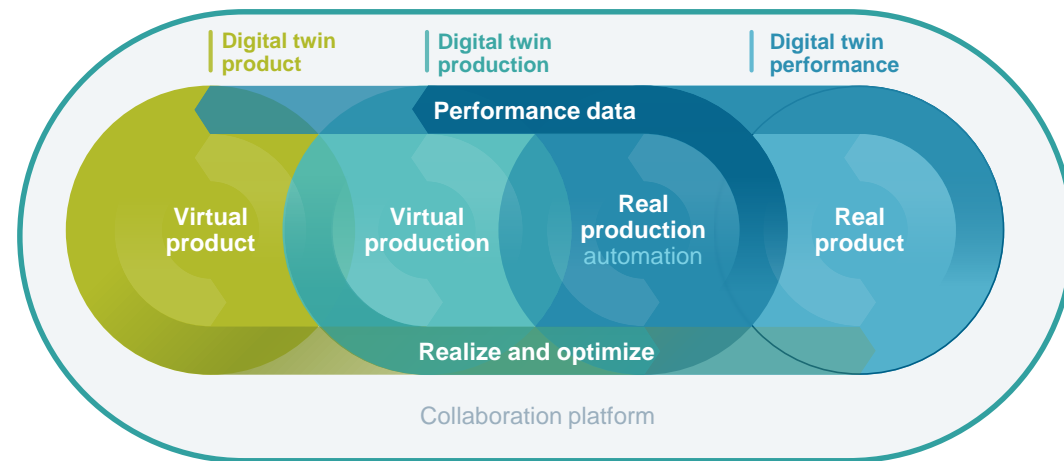 Digital twin
product
Digital twin
production
Digital twin
performance
Performance data
Virtual
product
Virtual
production
Real
production
automation
Real
product
Realize and optimize
Collaboration platform